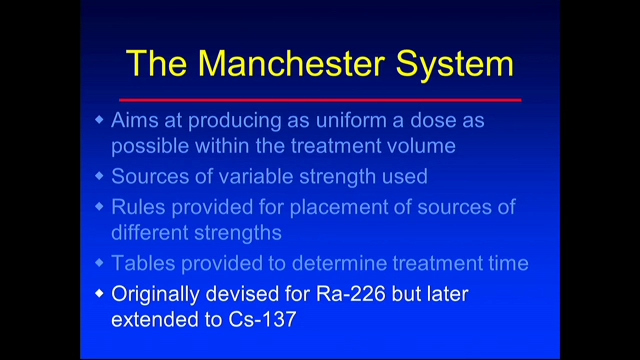 The Manchester System
Aims at producing as uniform a dose as
possible within the treatment volume
Sources of variable strength used
Rules provided for placement of sources of
different strengths
Tables provided to determine treatment time
Originally devised for Ra-226 but later
extended to Cs-137